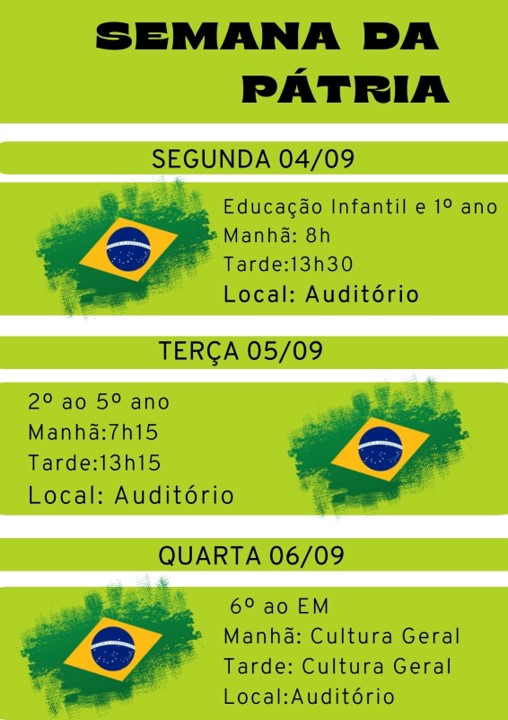 SEMANA DA
PÁTRIA
SEGUNDA 04/09
Educação Infantil e 1º ano
Manhã: 8h
Tarde:13h30
Local: Auditório
TERÇA 05/09
2º ao 5º ano
Manhã:7h15
Tarde:13h15
Local: Auditório
QUARTA 06/09
6º ao EM
Manhã: Cultura Geral
Tarde: Cultura Geral
Local:Auditório